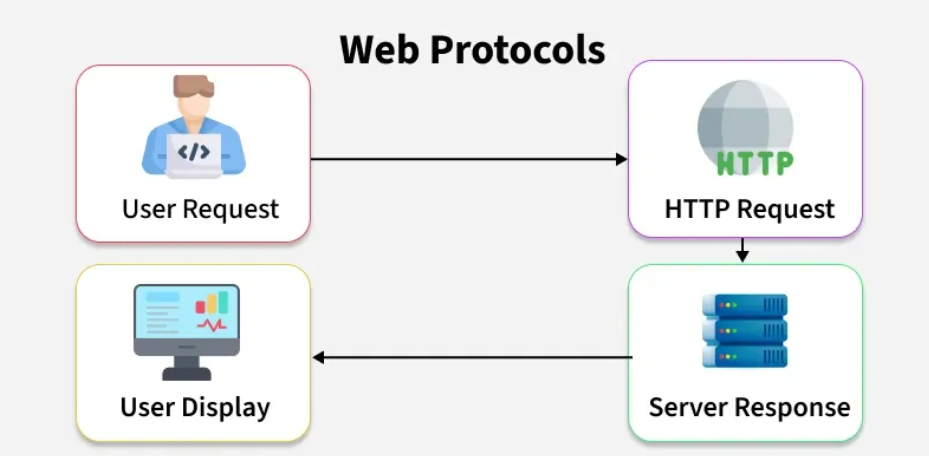 Web Protocols
</>
User Request
HTTP
HTTP Request
User Display
Server Response